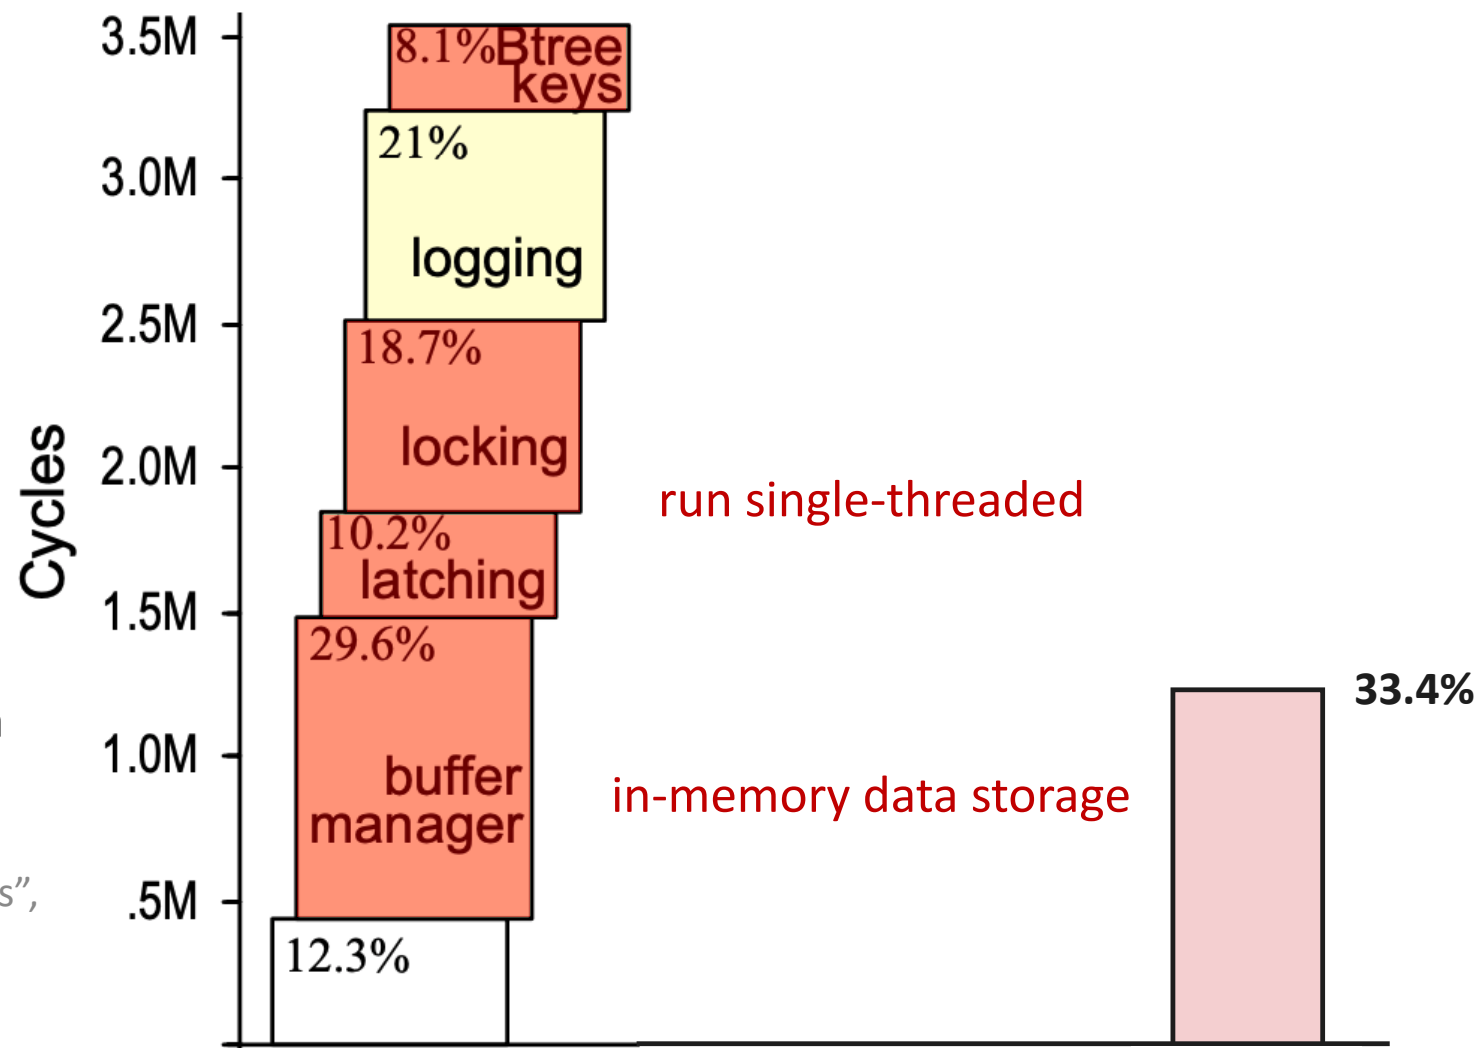 3.5M
8.1% Btree
keys
21%
3.0M
logging
2.5M
18.7%
locking
2.0M
Cycles
run single-threaded
10.2%
latching
1.5M
29.6%
33.4%
1.0M
buffer
manager
in-memory data storage
s”,
.5M
12.3%